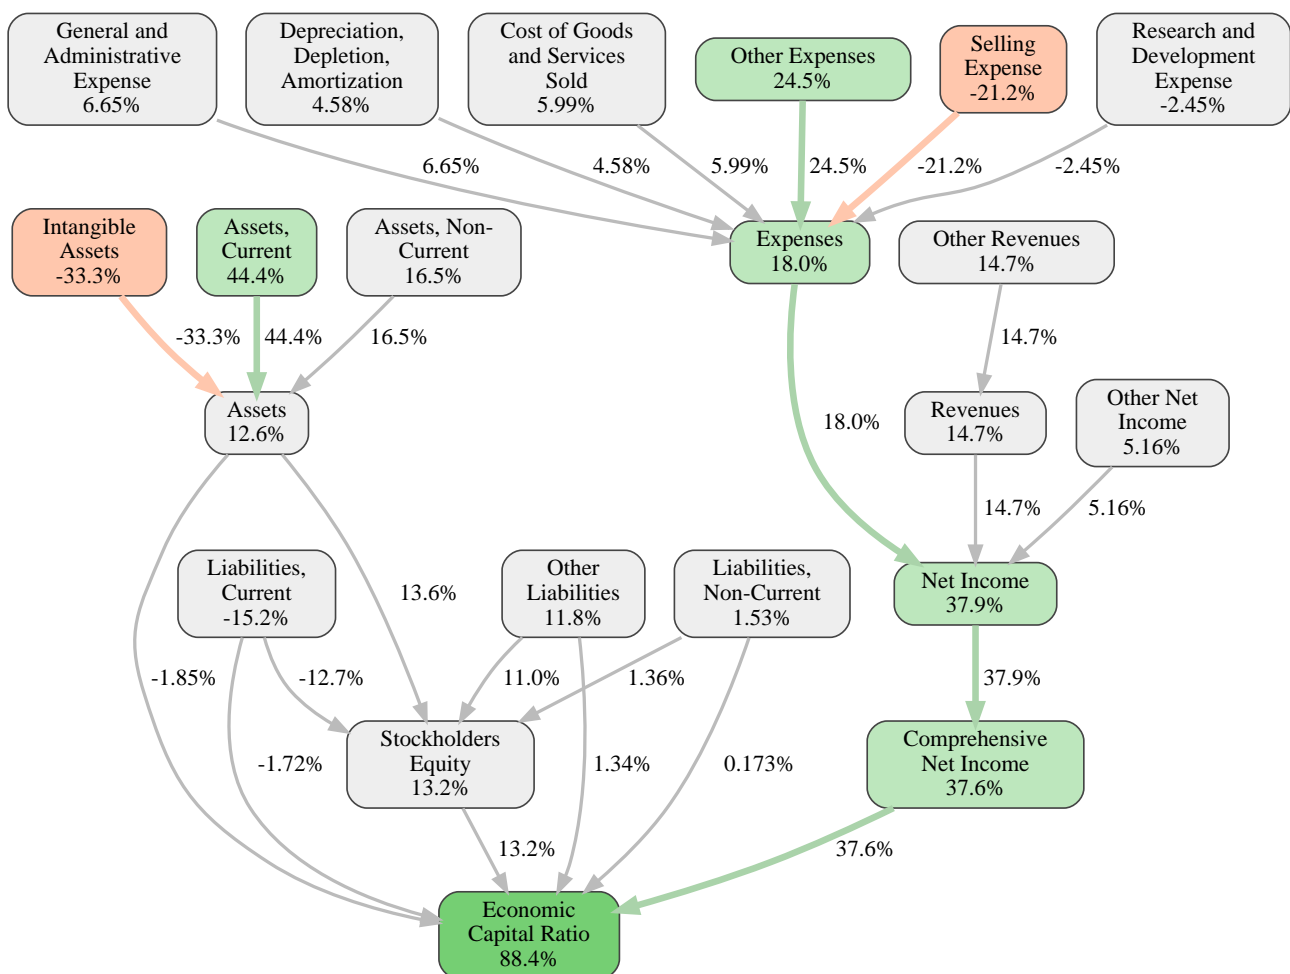 General and
Administrative
Expense
6.65%
Depreciation,
Depletion,
Amortization
4.58%
Cost of Goods
and Services
Sold
5.99%
Other Expenses
24.5%
Selling
Expense
-21.2%
Research and
Development
Expense
-2.45%
6.65%
4.58%
5.99%
24.5%
-21.2%
-2.45%
Intangible
Assets
-33.3%
Assets,
Current
44.4%
Assets, Non-
Current
16.5%
Expenses
18.0%
Other Revenues
14.7%
-33.3%
44.4%
16.5%
14.7%
Assets
12.6%
18.0%
Revenues
14.7%
Other Net
Income
5.16%
14.7%
5.16%
Liabilities,
Current
-15.2%
13.6%
Other
Liabilities
11.8%
Liabilities,
Non-Current
1.53%
Net Income
37.9%
-1.85%
-12.7%
11.0%
1.36%
37.9%
-1.72%
Stockholders
Equity
13.2%
1.34%
0.173%
Comprehensive
Net Income
37.6%
13.2%
37.6%
Economic
Capital Ratio
88.4%